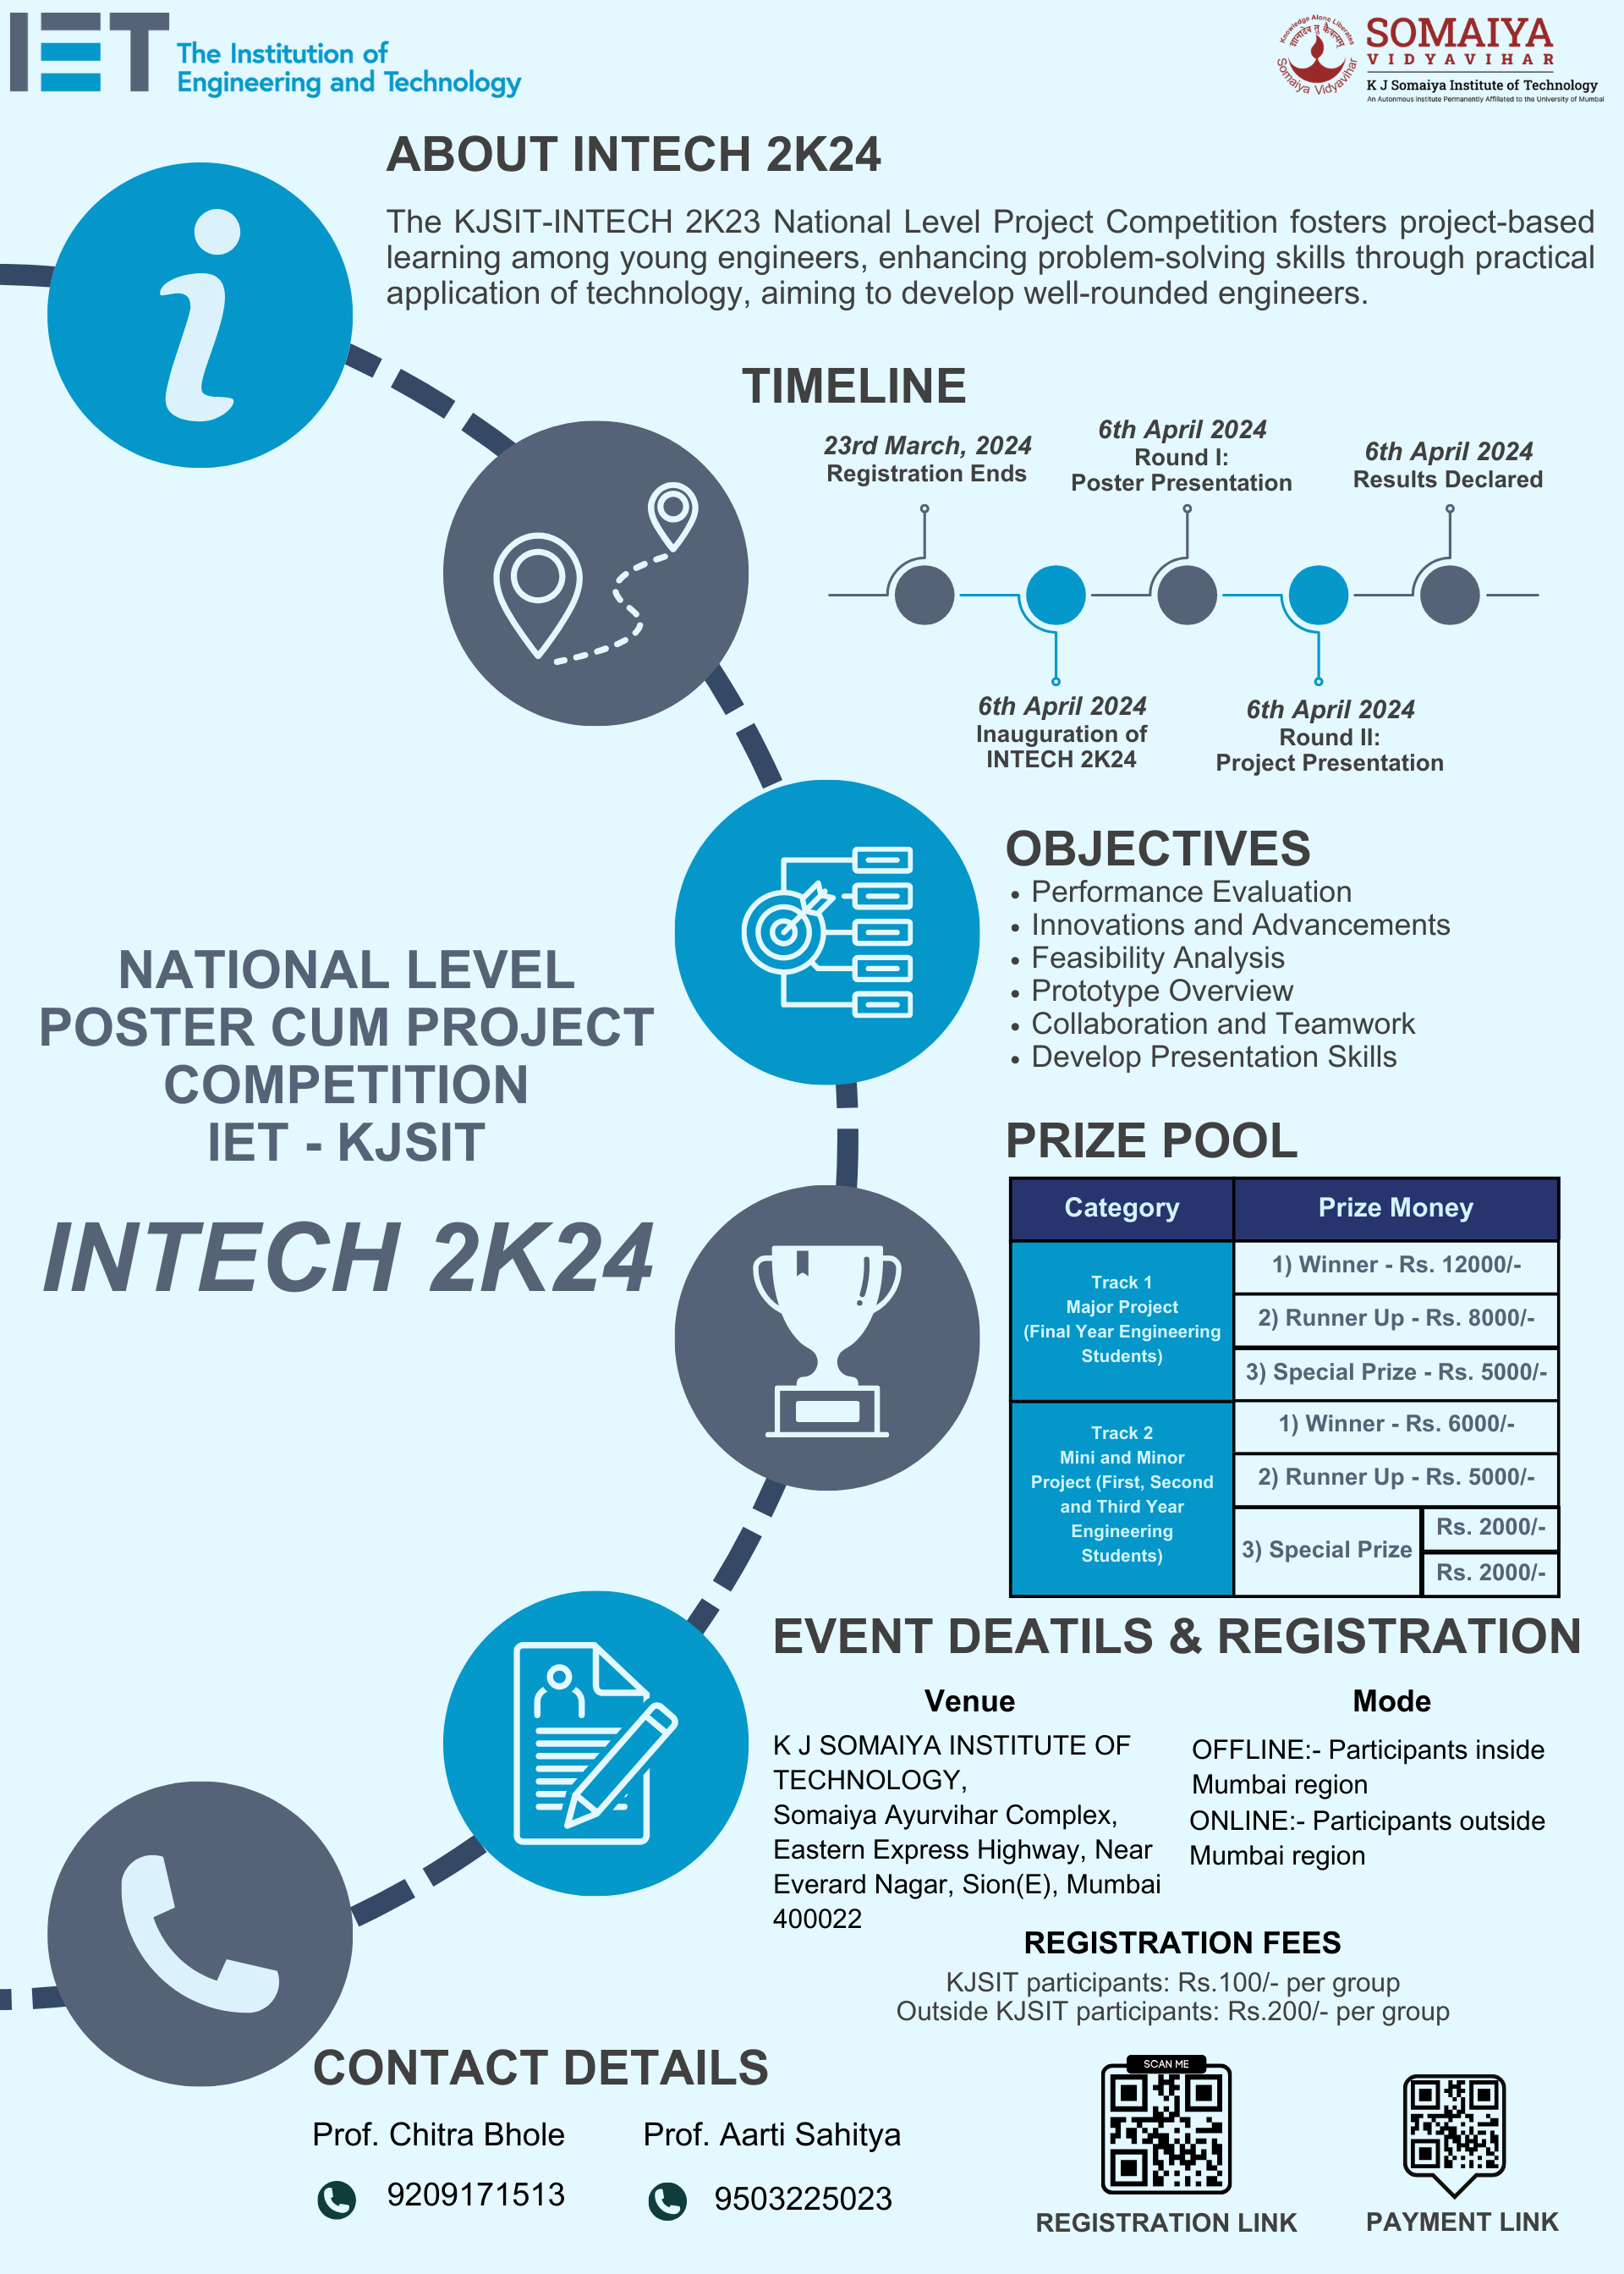 IET
The Institution of
Engineering and Technology
Knowledge Alone Liberates
Somaiya Vidyavihar
SOMAIYA
VIDYAVIHAR
K J Somaiya Institute of Technology
An Autonmous Institute Permanently Affiliated to the University of Mumbai
ABOUT INTECH 2K24
The KJSIT-INTECH 2K23 National Level Project Competition fosters project-based
learning among young engineers, enhancing problem-solving skills through practical
application of technology, aiming to develop well-rounded engineers.
TIMELINE
23rd March, 2024
Registration Ends
6th April 2024
Inauguration of
INTECH 2K24
6th April 2024
Round I:
Poster Presentation
6th April 2024
Round II:
Project Presentation
6th April 2024
Results Declared
OBJECTIVES
• Performance Evaluation
• Innovations and Advancements
• Feasibility Analysis
• Prototype Overview
• Collaboration and Teamwork
• Develop Presentation Skills
NATIONAL LEVEL
POSTER CUM PROJECT
COMPETITION
IET - KJSIT
INTECH 2K24
PRIZE POOL
Category
Prize Money
Track 1
Major Project
(Final Year Engineering
Students)
1) Winner - Rs. 12000/-
2) Runner Up - Rs. 8000/-
3) Special Prize - Rs. 5000/-
Track 2
Mini and Minor
Project (First, Second
and Third Year
Engineering
Students)
1) Winner - Rs. 6000/-
2) Runner Up - Rs. 5000/-
3) Special Prize
Rs. 2000/-
Rs. 2000/-
EVENT DEATILS & REGISTRATION
Venue
K J SOMAIYA INSTITUTE OF
TECHNOLOGY,
Somaiya Ayurvihar Complex,
Eastern Express Highway, Near
Everard Nagar, Sion(E), Mumbai
400022
Mode
OFFLINE:- Participants inside
Mumbai region
ONLINE:- Participants outside
Mumbai region
REGISTRATION FEES
KJSIT participants: Rs.100/- per group
Outside KJSIT participants: Rs.200/- per group
CONTACT DETAILS
Prof. Chitra Bhole
9209171513
Prof. Aarti Sahitya
9503225023
SCAN ME
REGISTRATION LINK
PAYMENT LINK